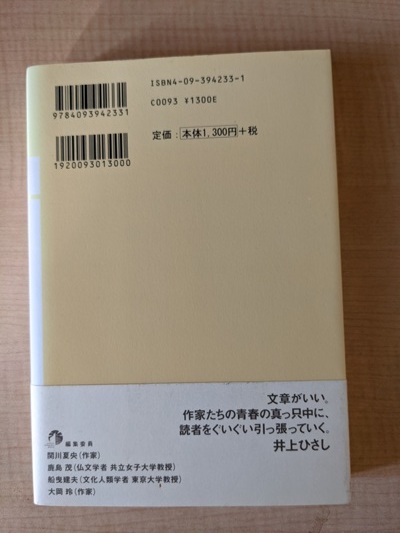 ISBN4-09-394233-1
C0093 ¥1300E
9784093942331
定価：本体1,300円+税
1920093013000
文章がいい。
作家たちの青春の真っ只中に、
読者をぐいぐい引っ張っていく。
井上ひさし
編集委員
関川夏央(作家)
鹿島 茂(仏文学者 共立女子大学教授)
船曳建夫(文化人類学者 東京大学教授)
大岡 玲(作家)